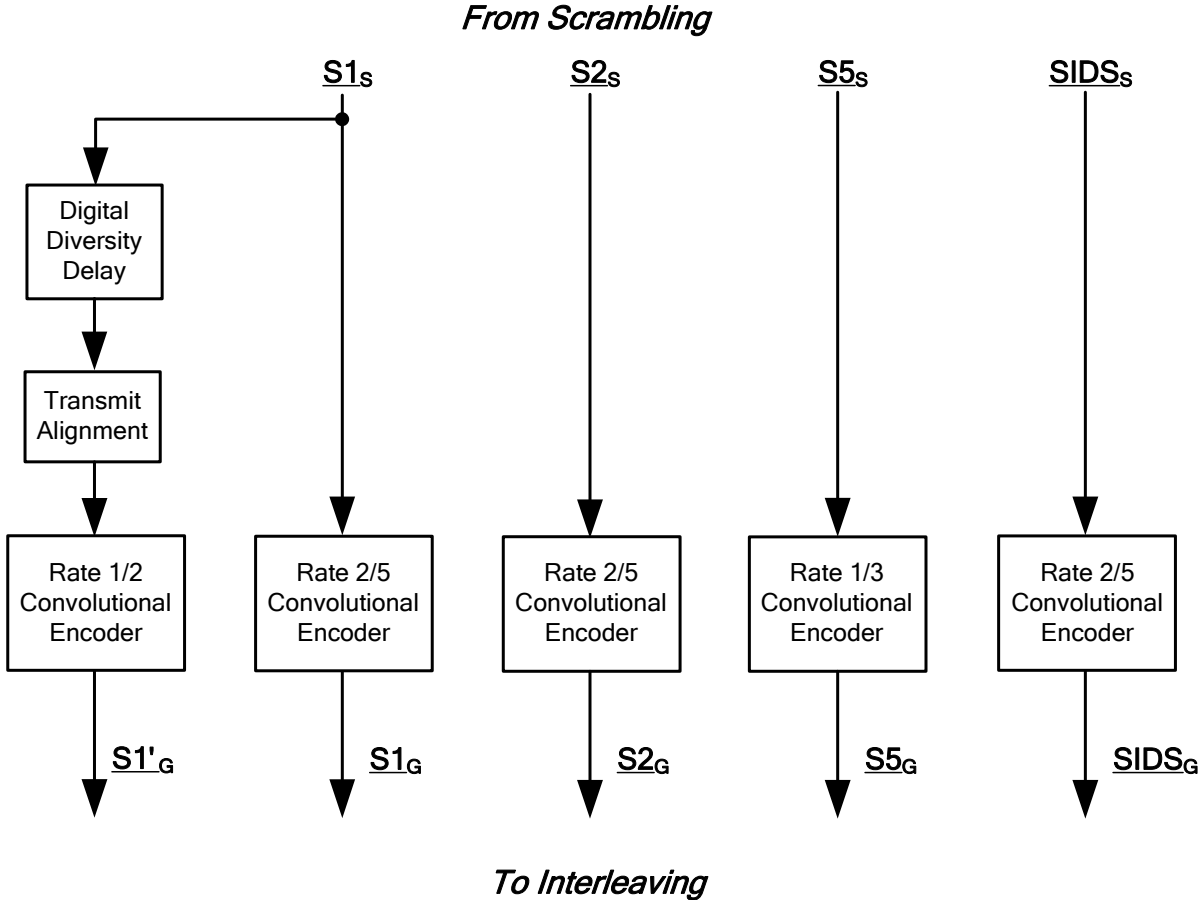 From Scrambling
S1S S2S S5S SIDSS
Digital
Diversity
Delay
Transmit
Alignment
Rate 1/2
Convolutional
Encoder
Rate 2/5
Convolutional
Encoder
Rate 2/5
Convolutional
Encoder
Rate 1/3
Convolutional
Encoder
Rate 2/5
Convolutional
Encoder
S1'G S1G S2G S5G SIDSG
To Interleaving